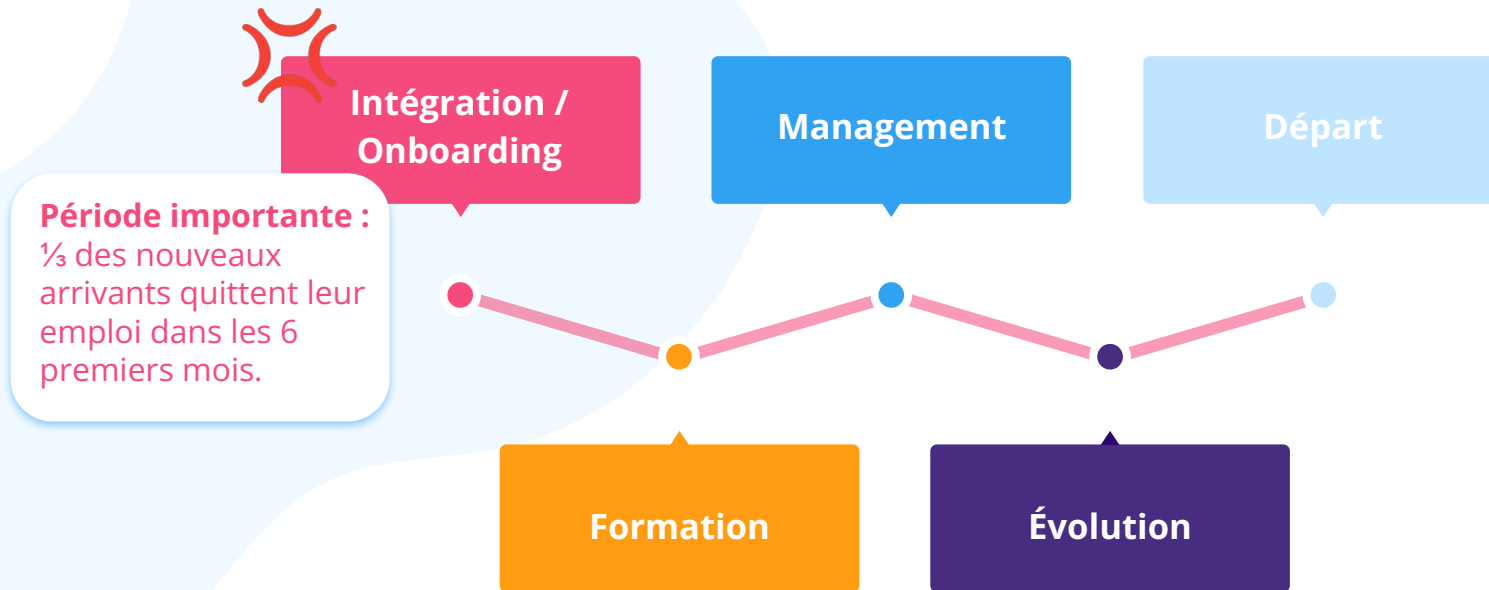 Intégration /
Onboarding
Management
Départ
Période importante :
⅓ des nouveaux
arrivants quittent leur
emploi dans les 6
premiers mois.
Formation
Évolution